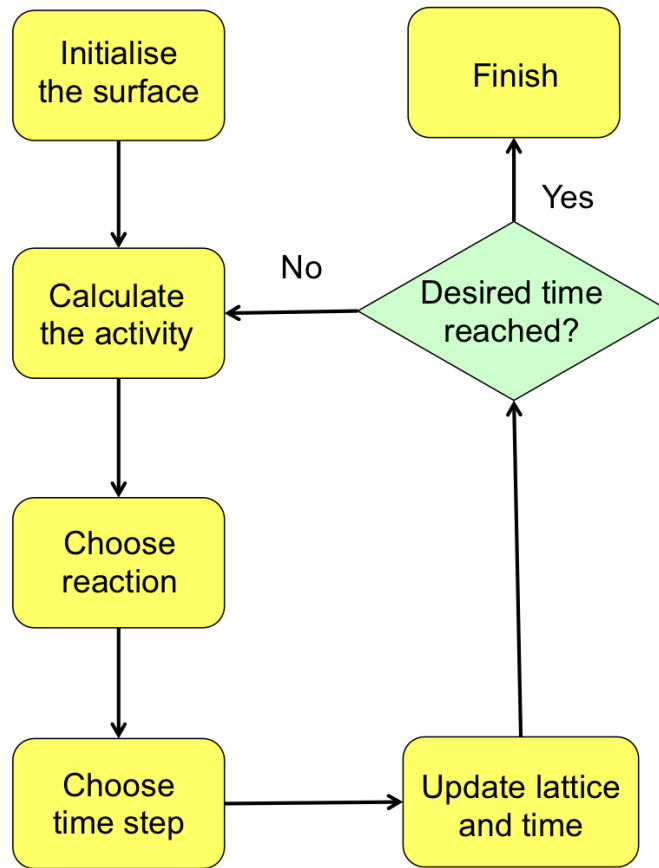 Initialise
the surface
Finish
Yes
No
Calculate
the activity
Desired time
reached?
Choose
reaction
Choose
time step
Update lattice
and time